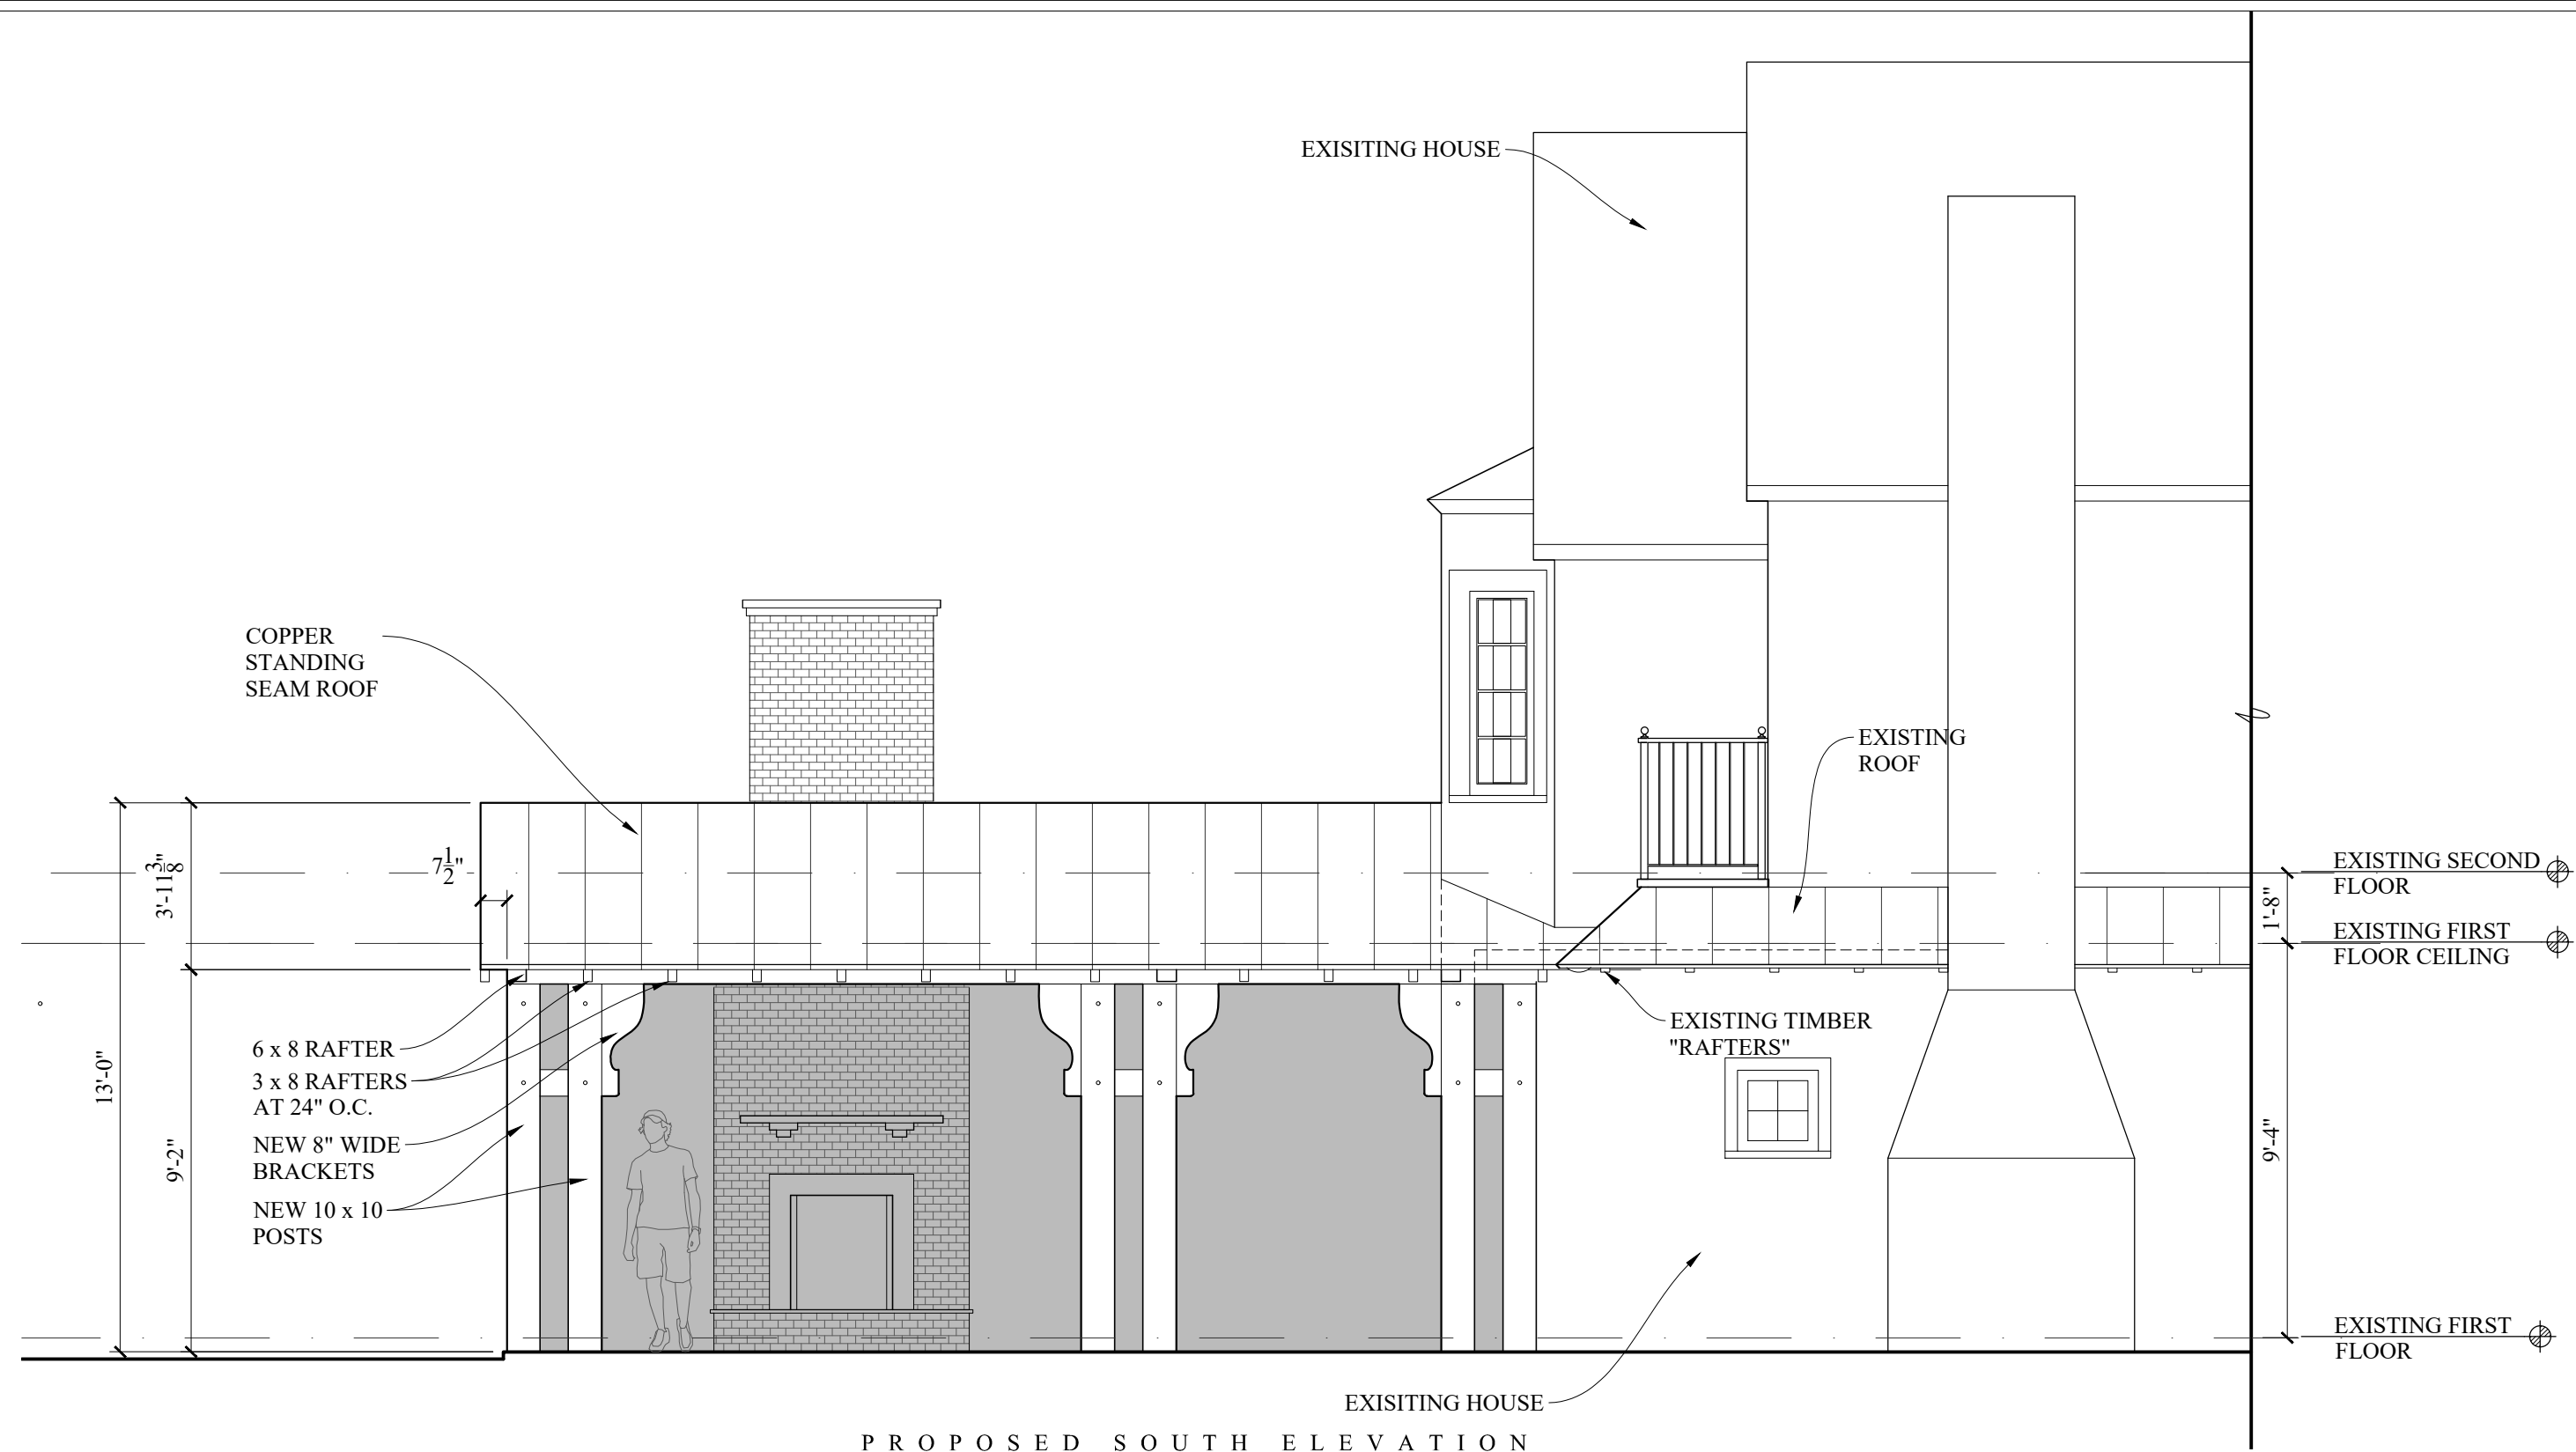 EXISITING HOUSE
COPPER
STANDING
SEAM ROOF
EXISTING
ROOF
7 1/2"
3'-11 3/8"
13'-0"
9'-2"
EXISTING SECOND
FLOOR
1'-8"
EXISTING FIRST
FLOOR CEILING
9'-4"
EXISTING FIRST
FLOOR
6 x 8 RAFTER
3 x 8 RAFTERS
AT 24" O.C.
NEW 8" WIDE
BRACKETS
NEW 10 x 10
POSTS
EXISTING TIMBER
"RAFTERS"
EXISITING HOUSE
PROPOSED SOUTH ELEVATION